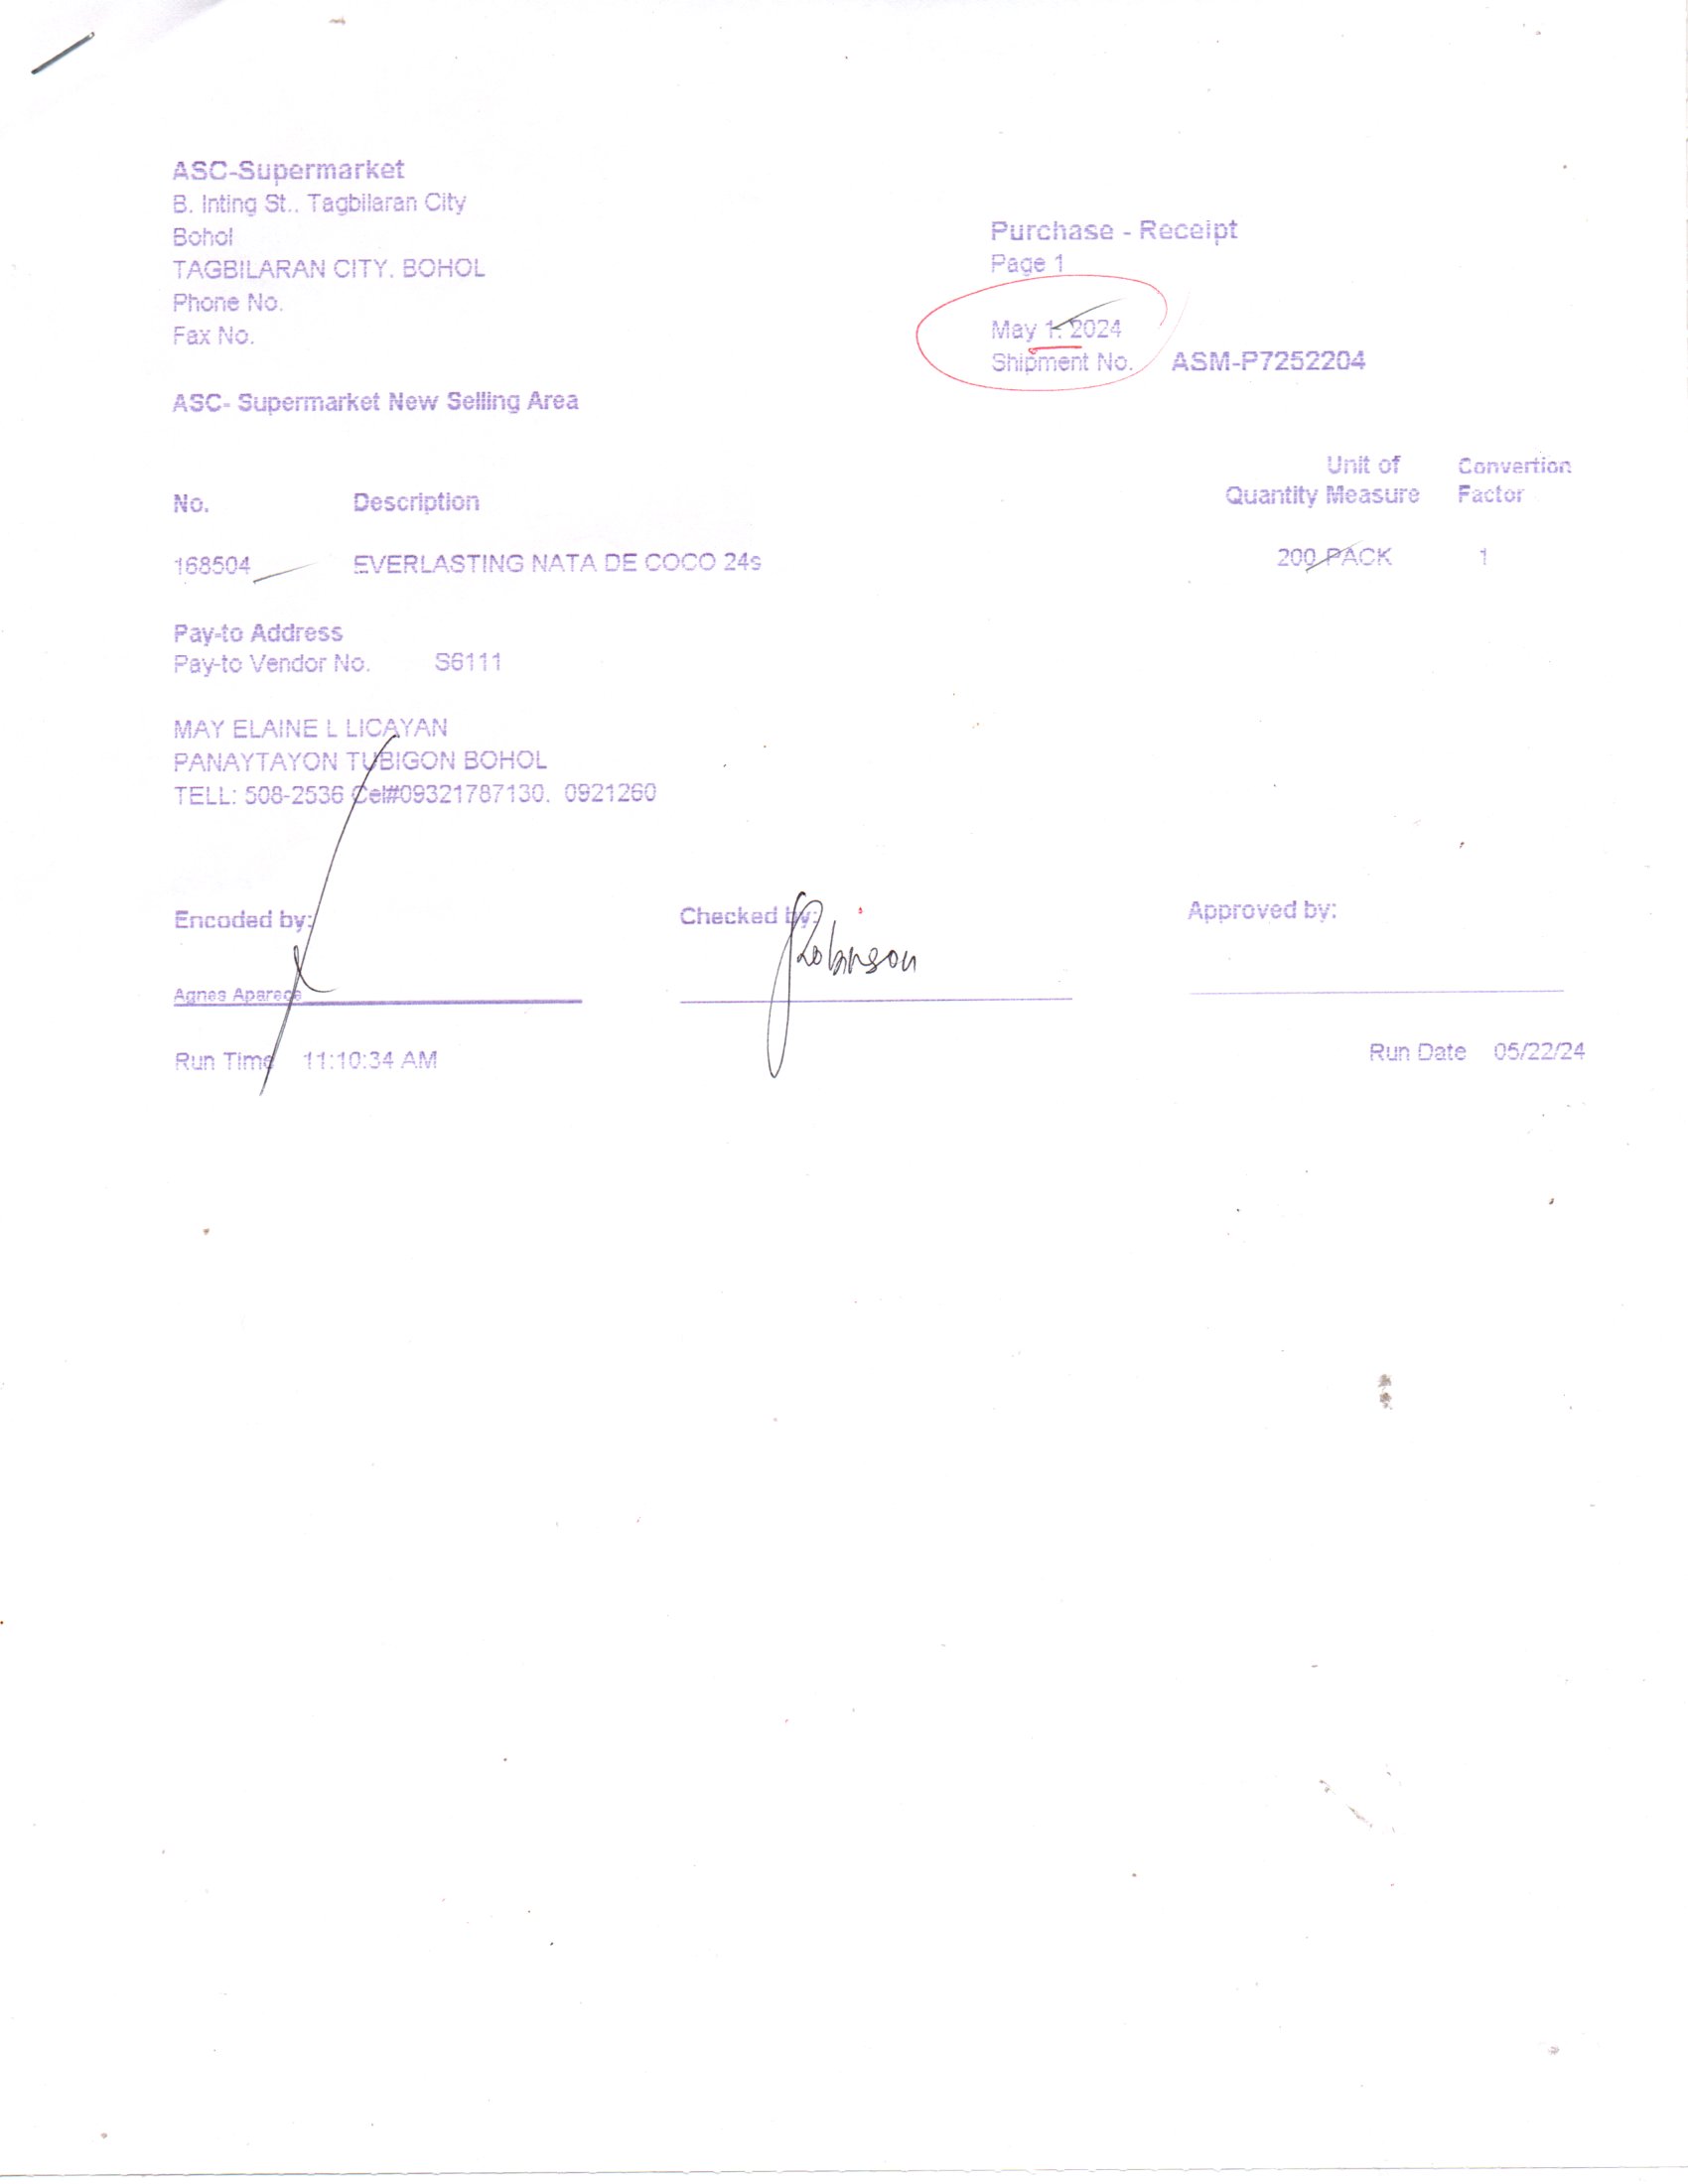 ASC-Supermarket
B. Inting St., Tagbilaran City
Bohol
TAGBILARAN CITY, BOHOL
Phone No.
Fax No.
Purchase - Receipt
Page 1
May 1, 2024
Shipment No. ASM-P7252204
ASC- Supermarket New Selling Area
No. Description Quantity Unit of Measure Convertion Factor
168504 EVERLASTING NATA DE COCO 24s 200 PACK 1
Pay-to Address
Pay-to Vendor No. S6111
MAY ELAINE L LICAYAN
PANAYTAYON TUBIGON BOHOL
TELL: 508-2536 Cel#09321787130, 0921260
Encoded by: Checked by: Approved by:
Agnes Aparece Robinson
Run Time 11:10:34 AM Run Date 05/22/24